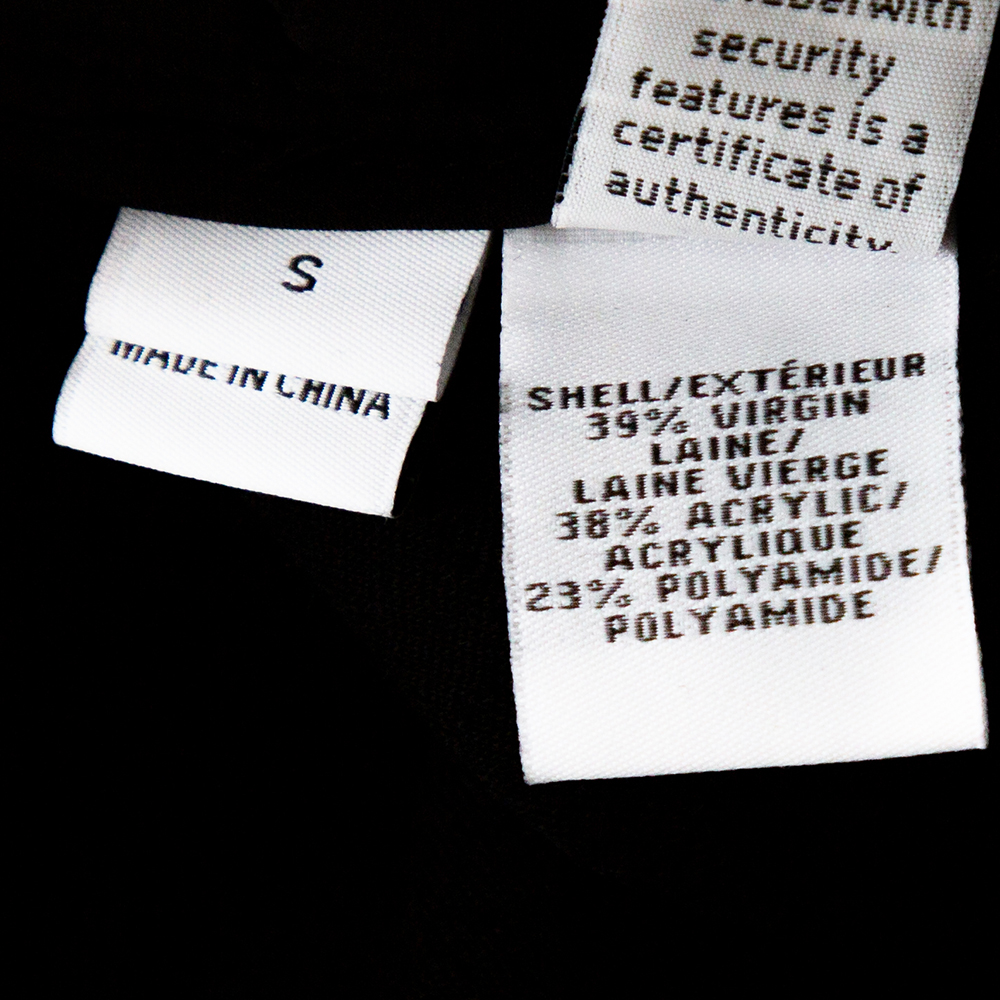 with
security
features is a
certificate of
authenticity.
S
MADE IN CHINA
SHELL/EXTÉRIEUR
39% VIRGIN
LAINE/
LAINE VIERGE
38% ACRYLIC/
ACRYLIQUE
23% POLYAMIDE/
POLYAMIDE